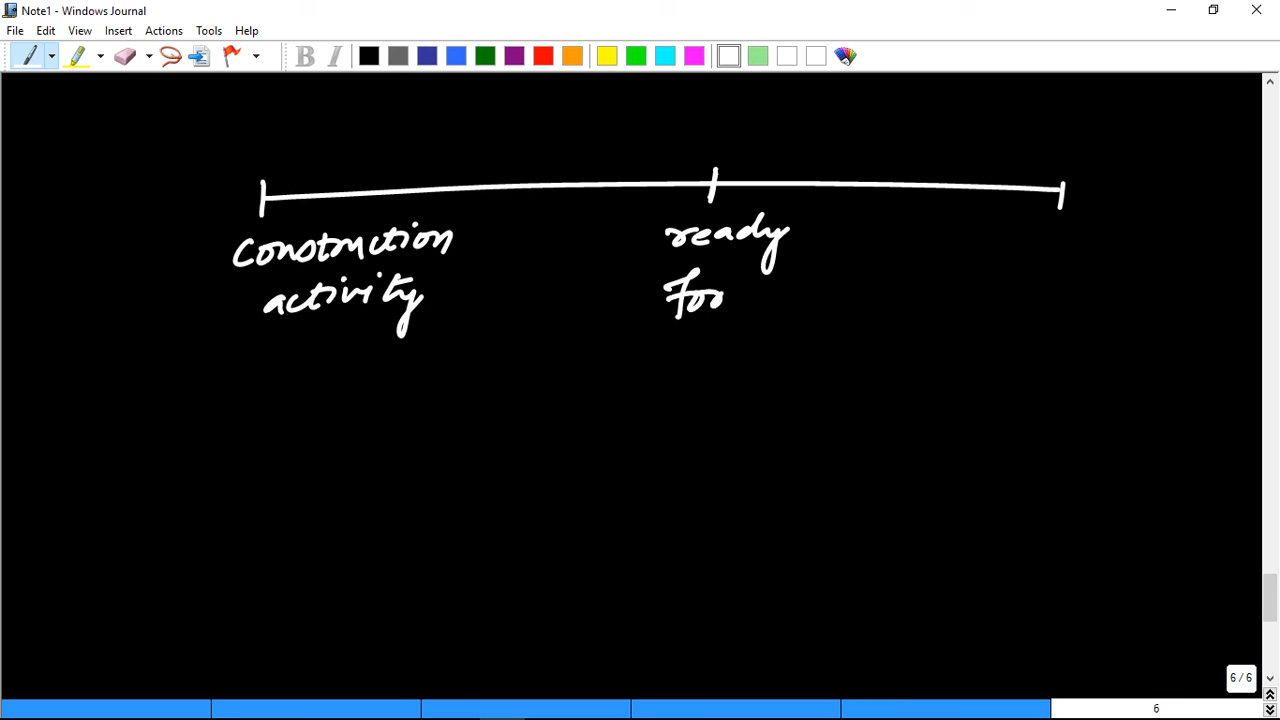 Note1 - Windows Journal
File Edit View Insert Actions Tools Help
B I
construction
activity
ready
for
6 / 6
6